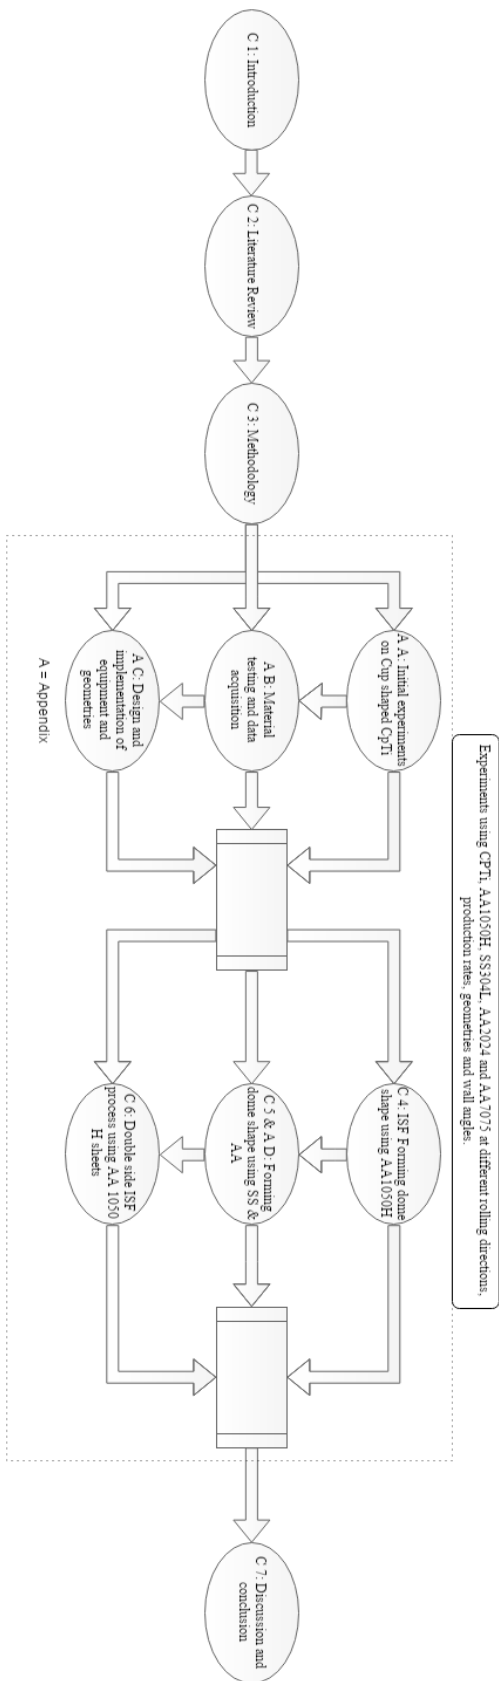 Experiments using CPTi, AA1050H, SS304L, AA2024 and AA7075 at different rolling directions,
production rates, geometries and wall angles.
C 1: Introduction
C 2: Literature Review
C 3: Methodology
A A: Initial experiments
on Cup shaped CpTi
A B: Material
testing and data
acquisition
A C: Design and
implementation of
equipment and
geometries
C 4: ISF Forming dome
shape using AA1050H
C 5 & A D: Forming
dome shape using SS &
AA
C 6: Double side ISF
process using AA 1050
H sheets
C 7: Discussion and
conclusion
A = Appendix